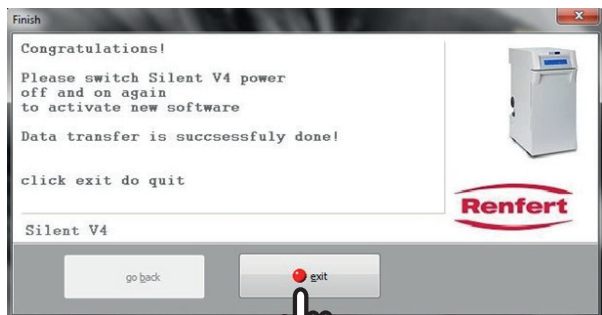 Finish
Congratulations!
Please switch Silent V4 power
off and on again
to activate new software
Data transfer is succsessfuly done!
click exit do quit
Renfert
Silent V4
go back
exit